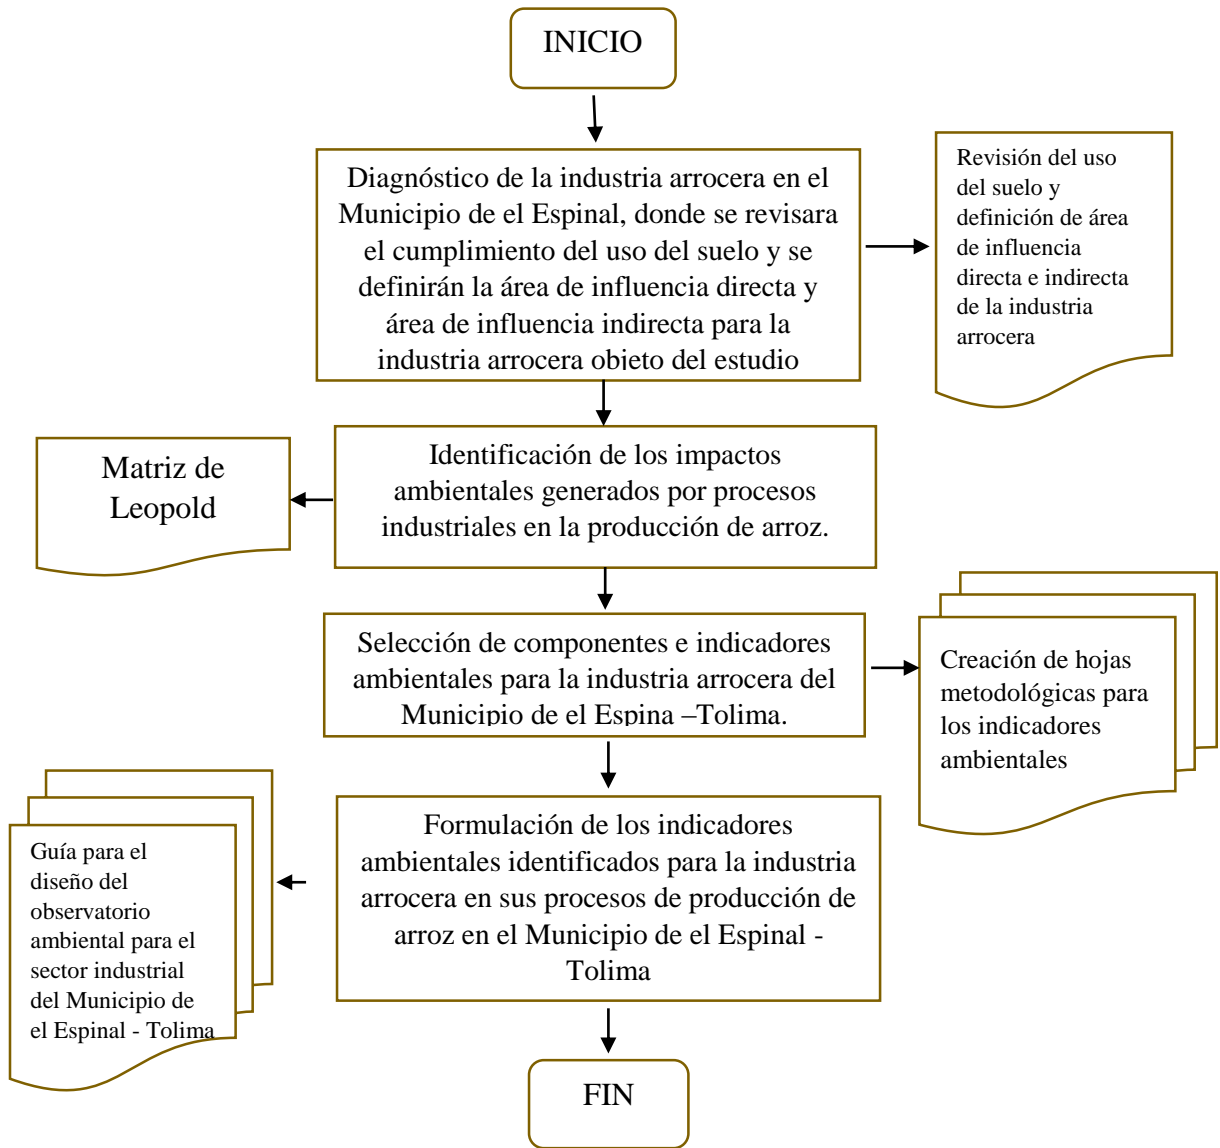 INICIO
Diagnóstico de la industria arrocera en el
Municipio de el Espinal, donde se revisara
el cumplimiento del uso del suelo y se
definirán la área de influencia directa y
área de influencia indirecta para la
industria arrocera objeto del estudio
Revisión del uso
del suelo y
definición de área
de influencia
directa e indirecta
de la industria
arrocera
Identificación de los impactos
ambientales generados por procesos
industriales en la producción de arroz.
Matriz de
Leopold
Selección de componentes e indicadores
ambientales para la industria arrocera del
Municipio de el Espina –Tolima.
Creación de hojas
metodológicas para
los indicadores
ambientales
Formulación de los indicadores
ambientales identificados para la industria
arrocera en sus procesos de producción de
arroz en el Municipio de el Espinal -
Tolima
Guía para el
diseño del
observatorio
ambiental para el
sector industrial
del Municipio de
el Espinal - Tolima
FIN